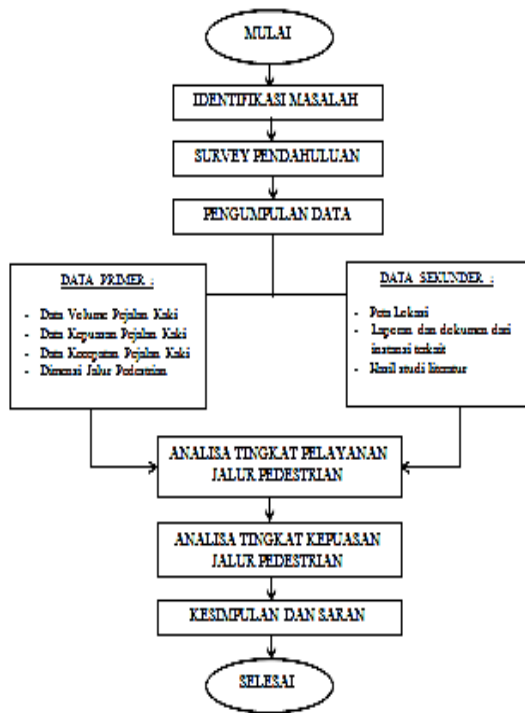 MULAI
IDENTIFIKASI MASALAH
SURVEY PENDAHULUAN
PENGUMPULAN DATA
DATA PRIMER :
- Data Volume Pejalan Kaki
- Data Kepuasan Pejalan Kaki
- Data Kecepatan Pejalan Kaki
- Dimensi Jalur Pedestrian
DATA SEKUNDER :
- Peta Lokasi
- Laporan dan dokumen dari
instansi terkait
- Hasil studi literatur
ANALISA TINGKAT PELAYANAN
JALUR PEDESTRIAN
ANALISA TINGKAT KEPUASAN
JALUR PEDESTRIAN
KESIMPULAN DAN SARAN
SELESAI